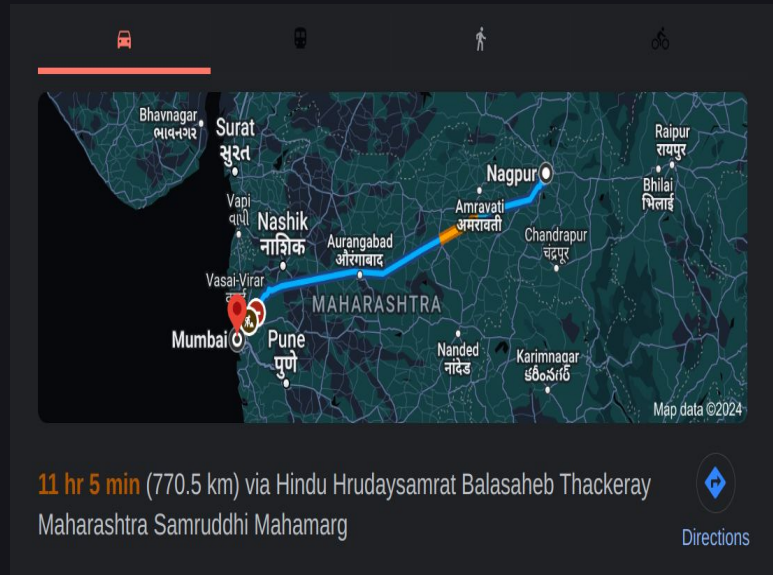 Bhavnagar
ભાવનગર
Surat
सुरत
Raipur
रायपुर
Nagpur
Bhilai
भिलाई
Vapi
વાપી
Amravati
अमरावती
Nashik
नाशिक
Chandrapur
चंद्रपूर
Aurangabad
औरंगाबाद
Vasai-Virar
MAHARASHTRA
Mumbai
Pune
पुणे
Nanded
नांदेड
Karimnagar
కరీంనగర్
Map data ©2024
11 hr 5 min (770.5 km) via Hindu Hrudaysamrat Balasaheb Thackeray
Maharashtra Samruddhi Mahamarg
Directions